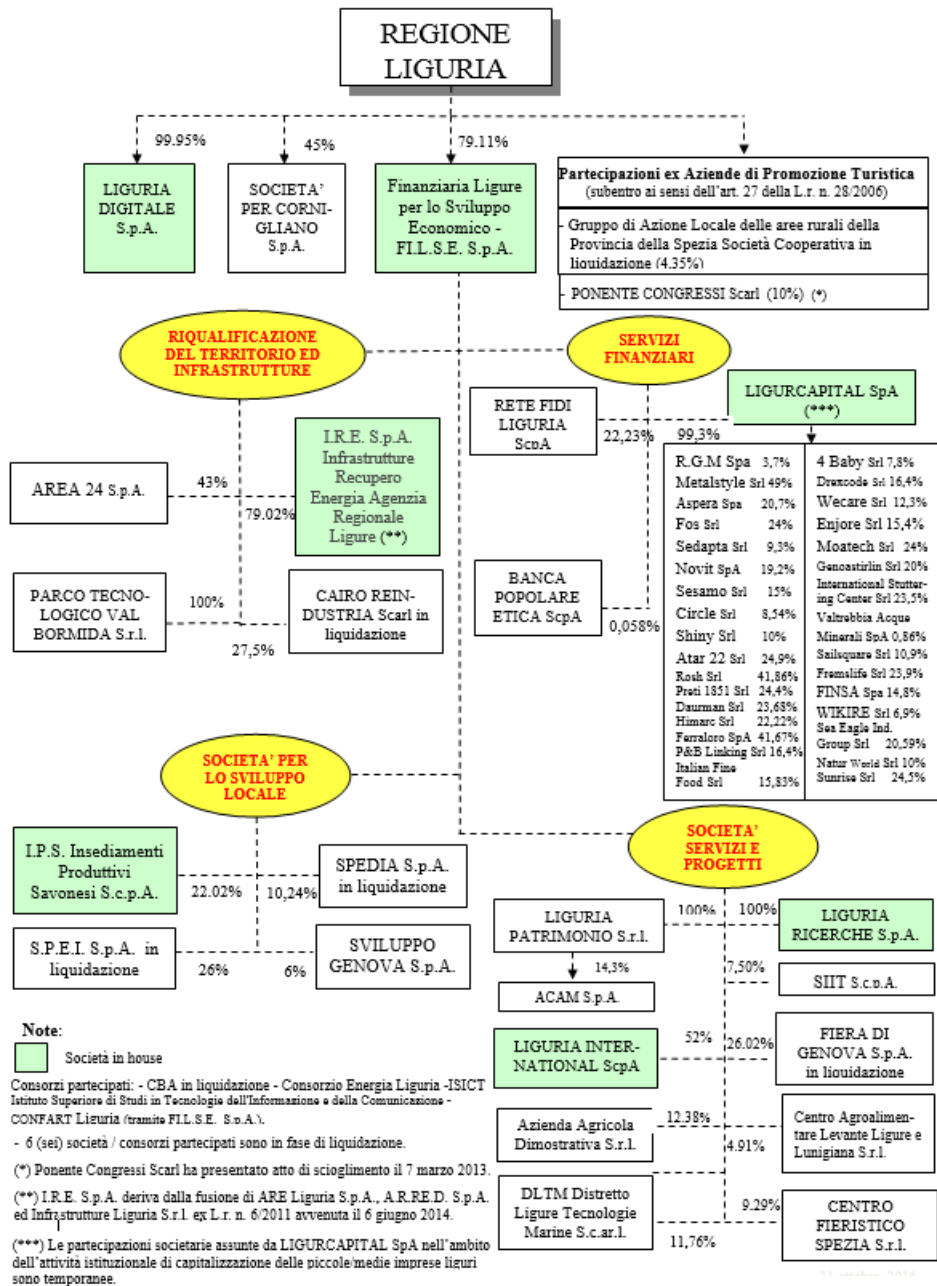 REGIONE
LIGURIA
99.95%
45%
79.11%
LIGURIA
DIGITALE
S.p.A.
SOCIETA'
PER CORNI-
GLIANO
S.p.A.
Finanziaria Ligure
per lo Sviluppo
Economico -
FI.L.S.E. S.p.A.
Partecipazioni ex Aziende di Promozione Turistica
(subentro ai sensi dell'art. 27 della L.r. n. 28/2006)
- Gruppo di Azione Locale delle aree rurali della
Provincia della Spezia Società Cooperativa in
liquidazione (4.35%)
- PONENTE CONGRESSI Scarl (10%) (*)
RIQUALIFICAZIONE
DEL TERRITORIO ED
INFRASTRUTTURE
SERVIZI
FINANZIARI
AREA 24 S.p.A.
43%
79.02%
I.R.E. S.p.A.
Infrastrutture
Recupero
Energia Agenzia
Regionale
Ligure (**)
PARCO TECNO-
LOGICO VAL
BORMIDA S.r.l.
100%
27,5%
CAIRO REIN-
DUSTRIA Scarl in
liquidazione
RETE FIDI
LIGURIA
ScpA
22,23%
99,3%
LIGURCAPITAL SpA
(***)
BANCA
POPOLARE
ETICA ScpA
0,058%
R.G.M Spa 3,7%
Metalstyle Srl 49%
Aspera Spa 20,7%
Fos Srl 24%
Sedapta Srl 9,3%
Novit SpA 19,2%
Sesamo Srl 15%
Circle Srl 8,54%
Shiny Srl 10%
Atar 22 Srl 24,9%
Rosh Srl 41,86%
Preti 1851 Srl 24,4%
Daurman Srl 23,68%
Himarc Srl 22,22%
Ferraloro SpA 41,67%
P&B Linking Srl 16,4%
Italian Fine
Food Srl 15,83%
4 Baby Srl 7,8%
Drexcode Srl 16,4%
Wecare Srl 12,3%
Enjore Srl 15,4%
Moatech Srl 24%
Genoastirlin Srl 20%
International Stutter-
ing Center Srl 23,5%
Valtrebbia Acque
Minerali SpA 0,86%
Sailsquare Srl 10,9%
Fremslife Srl 23,9%
FINSA Spa 14,8%
WIKIRE Srl 6,9%
Sea Eagle Ind.
Group Srl 20,59%
Natur World Srl 10%
Sunrise Srl 24,5%
SOCIETA' PER
LO SVILUPPO
LOCALE
I.P.S. Insediamenti
Produttivi
Savonesi S.c.p.A.
22.02%
10,24%
SPEDIA S.p.A.
in liquidazione
S.P.E.I. S.p.A. in
liquidazione
26%
6%
SVILUPPO
GENOVA S.p.A.
SOCIETA'
SERVIZI E
PROGETTI
LIGURIA
PATRIMONIO S.r.l.
100%
100%
LIGURIA
RICERCHE S.p.A.
14,3%
ACAM S.p.A.
7,50%
SIIT S.c.p.A.
LIGURIA INTER-
NATIONAL ScpA
52%
26.02%
FIERA DI
GENOVA S.p.A.
in liquidazione
Azienda Agricola
Dimostrativa S.r.l.
12.38%
4.91%
Centro Agroalimen-
tare Levante Ligure e
Lunigiana S.r.l.
DLTM Distretto
Ligure Tecnologie
Marine S.c.ar.l.
11,76%
9.29%
CENTRO
FIERISTICO
SPEZIA S.r.l.
Note:
Società in house
Consorzi partecipati: - CBA in liquidazione - Consorzio Energia Liguria -ISICT
Istituto Superiore di Studi in Tecnologie dell'Informazione e della Comunicazione -
CONFART Liguria (tramite FI.L.S.E. S.p.A.).
- 6 (sei) società / consorzi partecipati sono in fase di liquidazione.
(*) Ponente Congressi Scarl ha presentato atto di scioglimento il 7 marzo 2013.
(**) I.R.E. S.p.A. deriva dalla fusione di ARE Liguria S.p.A., A.R.RE.D. S.p.A.
ed Infrastrutture Liguria S.r.l. ex L.r. n. 6/2011 avvenuta il 6 giugno 2014.
(***) Le partecipazioni societarie assunte da LIGURCAPITAL SpA nell'ambito
dell'attività istituzionale di capitalizzazione delle piccole/medie imprese liguri
sono temporanee.